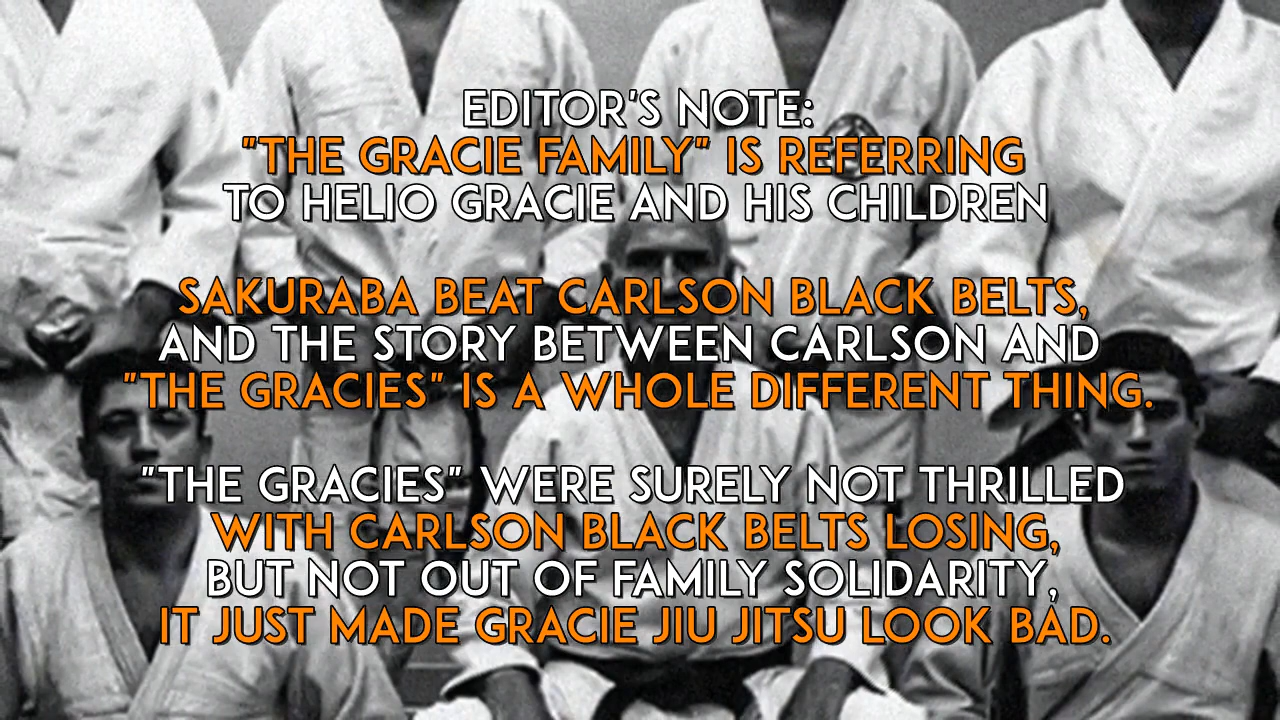 EDITOR'S NOTE:
"THE GRACIE FAMILY" IS REFERRING
TO HELIO GRACIE AND HIS CHILDREN
SAKURABA BEAT CARLSON BLACK BELTS,
AND THE STORY BETWEEN CARLSON AND
"THE GRACIES" IS A WHOLE DIFFERENT THING.
"THE GRACIES" WERE SURELY NOT THRILLED
WITH CARLSON BLACK BELTS LOSING,
BUT NOT OUT OF FAMILY SOLIDARITY,
IT JUST MADE GRACIE JIU JITSU LOOK BAD.